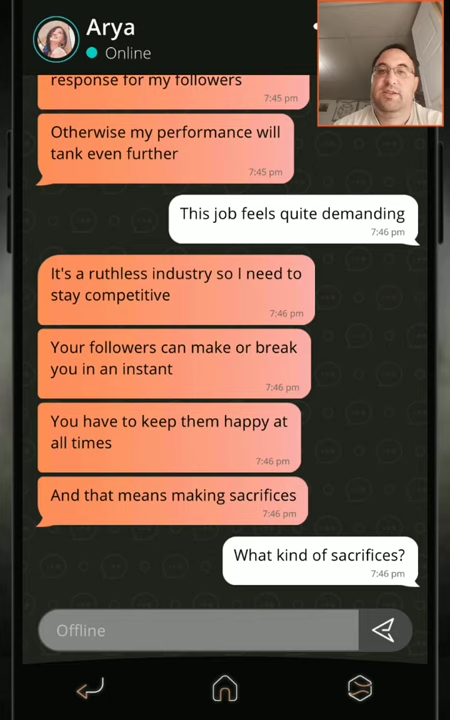 Arya
Online
response for my followers
7:45 pm
Otherwise my performance will
tank even further
7:45 pm
This job feels quite demanding
7:46 pm
It's a ruthless industry so I need to
stay competitive
7:46 pm
Your followers can make or break
you in an instant
7:46 pm
You have to keep them happy at
all times
7:46 pm
And that means making sacrifices
7:46 pm
What kind of sacrifices?
7:46 pm
Offline